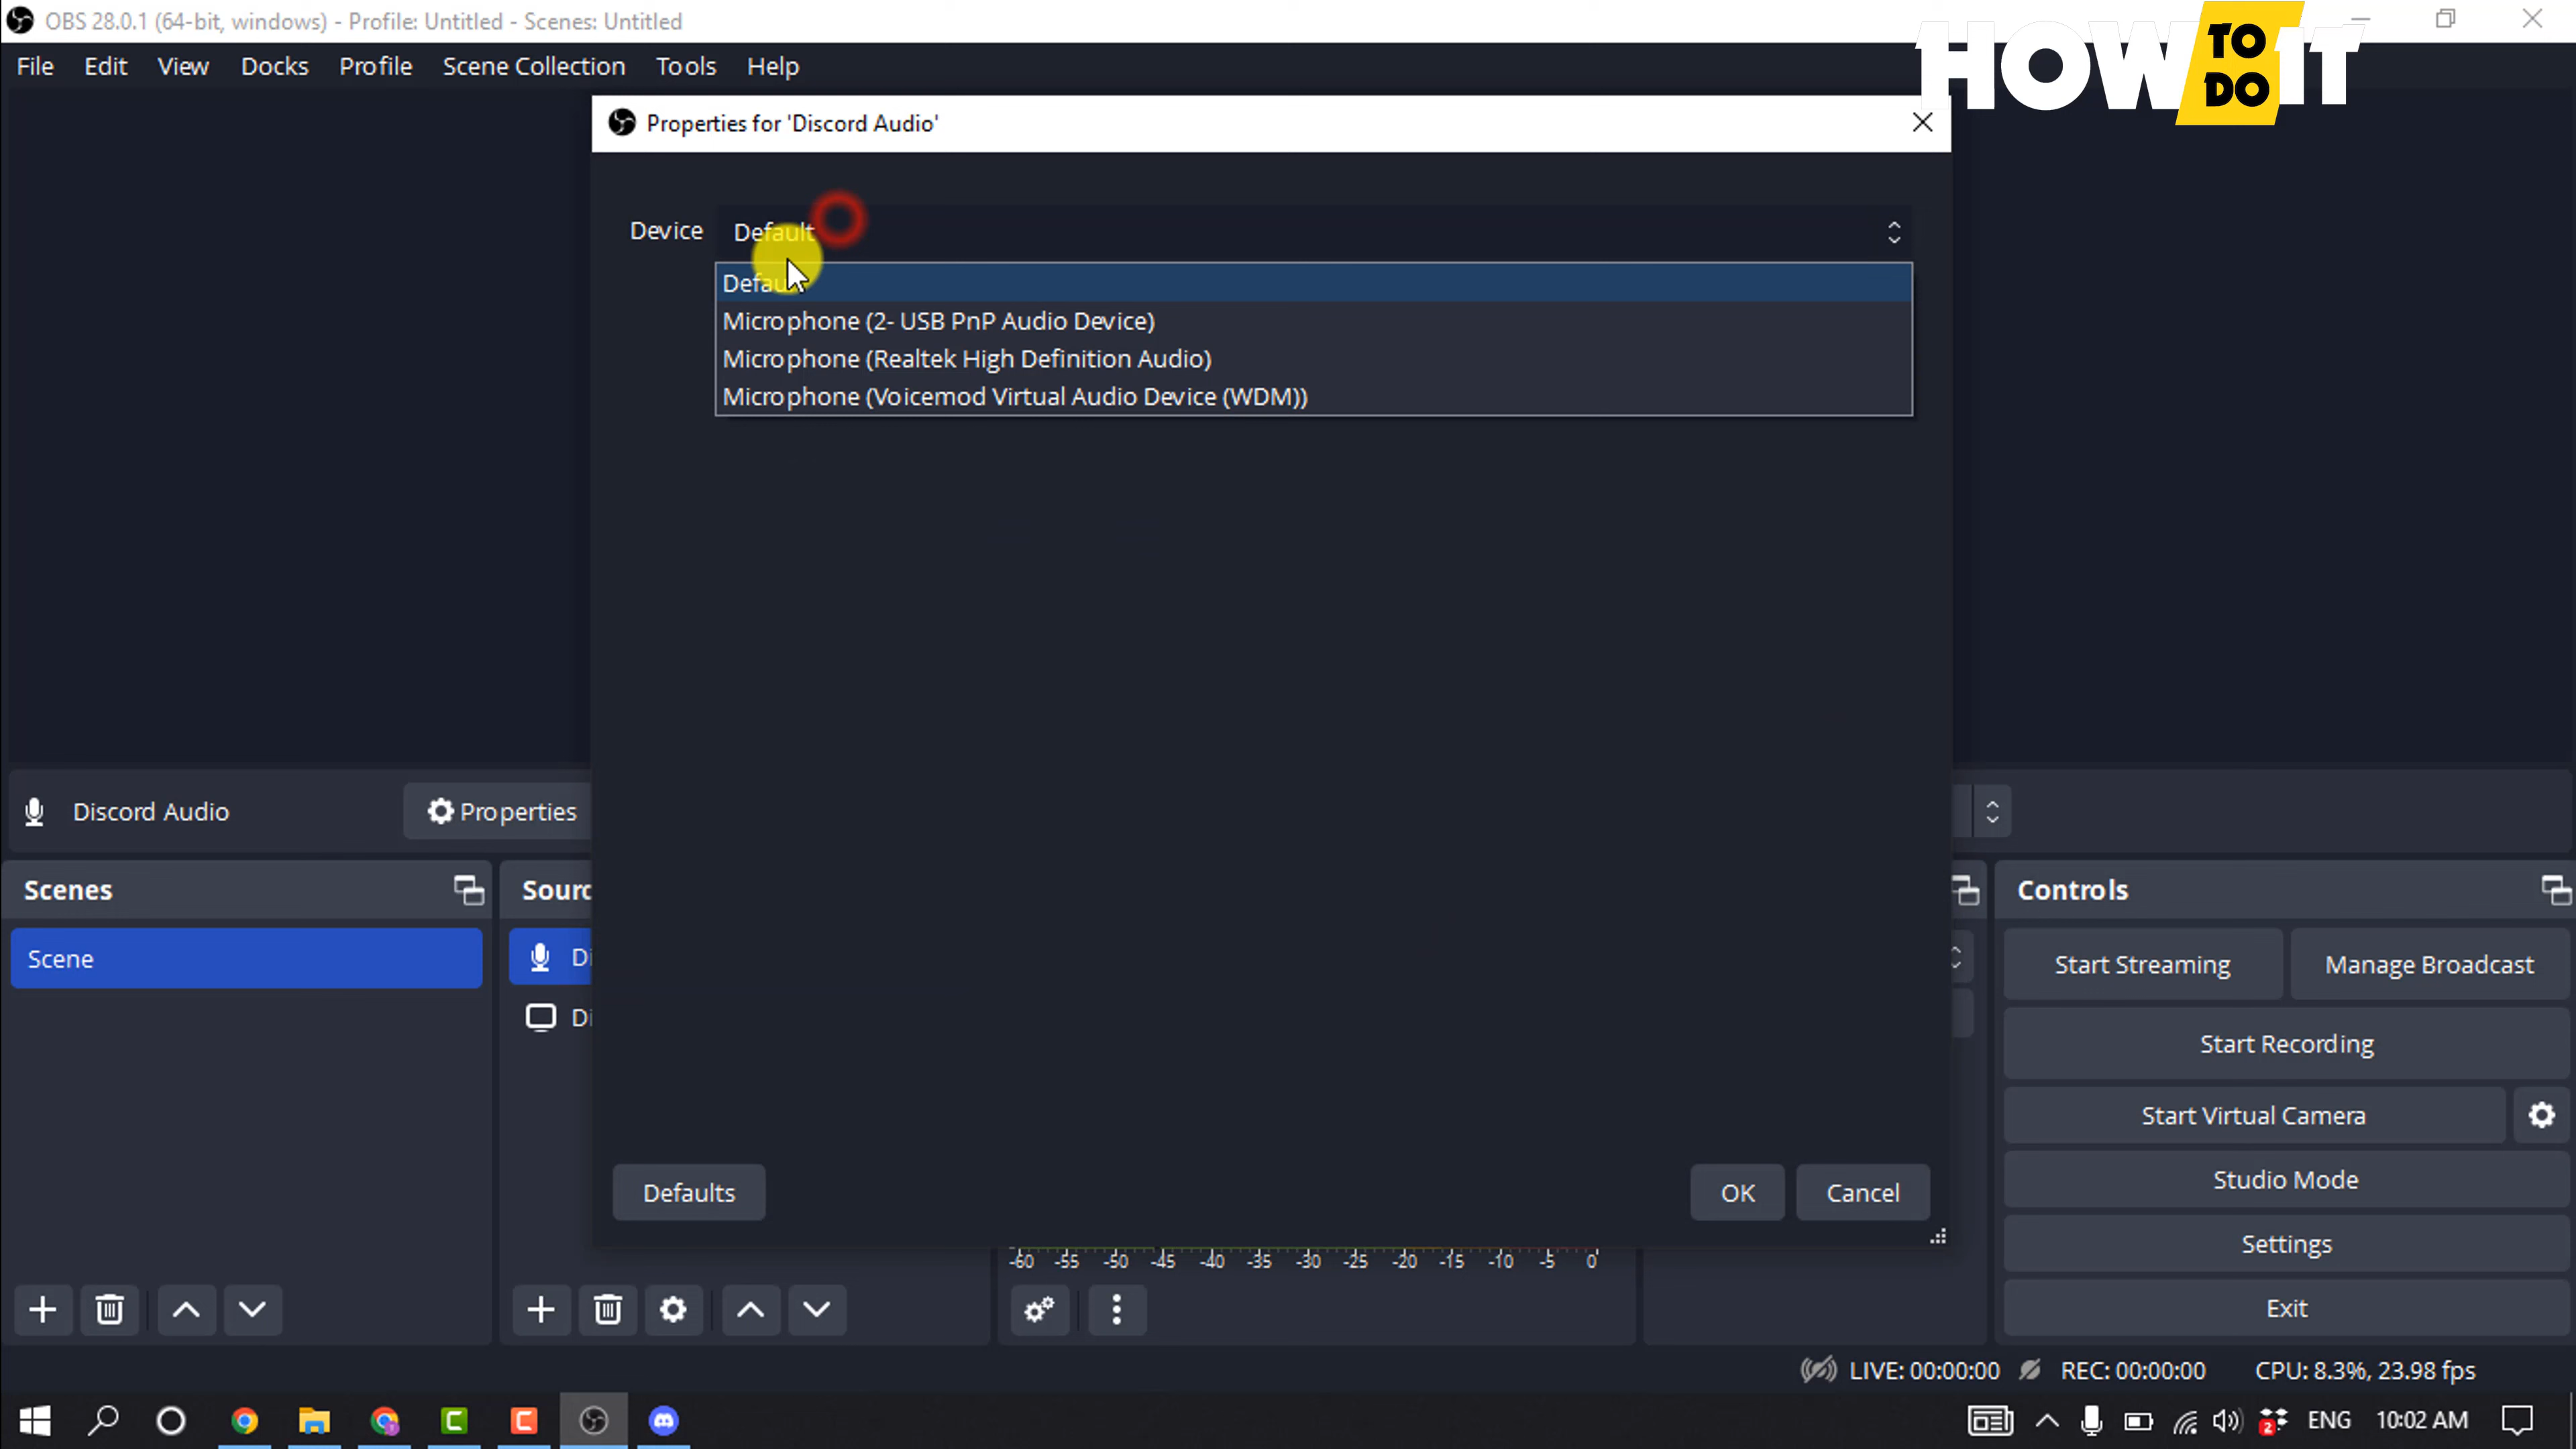 OBS 28.0.1 (64-bit, windows) - Profile: Untitled - Scenes: Untitled
HOW TO DO IT
File Edit View Docks Profile Scene Collection Tools Help
Properties for 'Discord Audio'
Device Default
Default
Microphone (2- USB PnP Audio Device)
Microphone (Realtek High Definition Audio)
Microphone (Voicemod Virtual Audio Device (WDM))
Discord Audio Properties
Scenes
Sourc
Controls
Scene
Di
Di
Start Streaming Manage Broadcast
Start Recording
Start Virtual Camera
Studio Mode
Settings
Exit
Defaults OK Cancel
-60 -55 -50 -45 -40 -35 -30 -25 -20 -15 -10 -5 0
LIVE: 00:00:00 REC: 00:00:00 CPU: 8.3%, 23.98 fps
2 ENG 10:02 AM